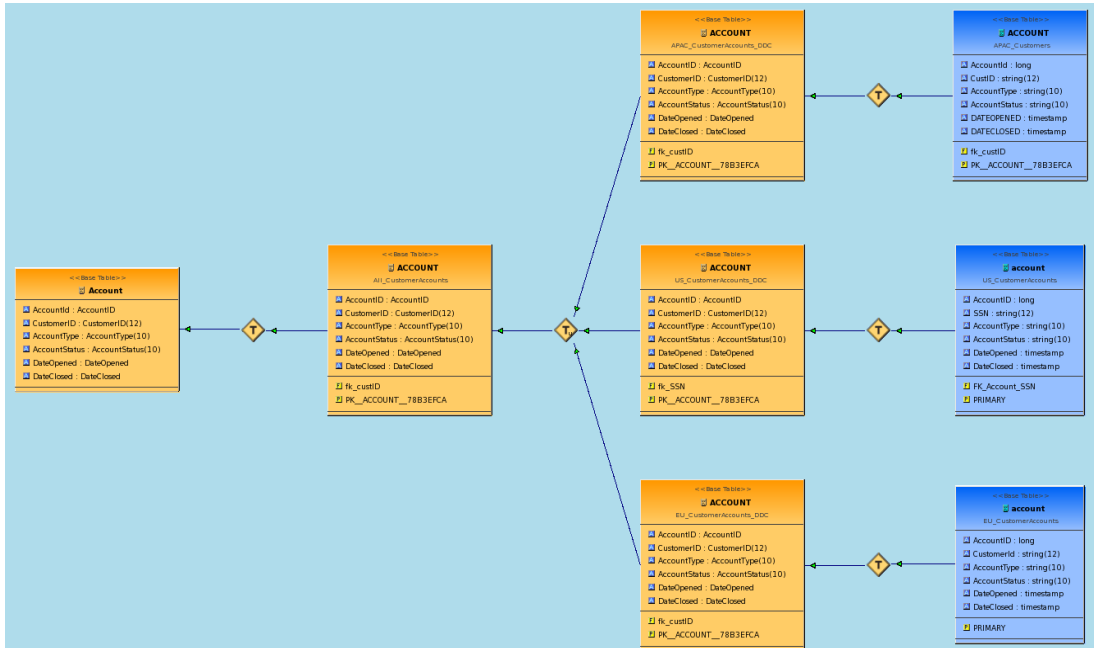 <<Base Table>>
ACCOUNT
APAC_CustomerAccounts_DDC
AccountID : AccountID
CustomerID : CustomerID(12)
AccountType : AccountType(10)
AccountStatus : AccountStatus(10)
DateOpened : DateOpened
DateClosed : DateClosed
fk_custID
PK__ACCOUNT__78B3EFCA
T
<<Base Table>>
ACCOUNT
APAC_Customers
AccountId : long
CustID : string(12)
AccountType : string(10)
AccountStatus : string(10)
DATEOPENED : timestamp
DATECLOSED : timestamp
fk_custID
PK__ACCOUNT__78B3EFCA
<<Base Table>>
Account
AccountId : AccountID
CustomerID : CustomerID(12)
AccountType : AccountType(10)
AccountStatus : AccountStatus(10)
DateOpened : DateOpened
DateClosed : DateClosed
T
<<Base Table>>
ACCOUNT
All_CustomerAccounts
AccountID : AccountID
CustomerID : CustomerID(12)
AccountType : AccountType(10)
AccountStatus : AccountStatus(10)
DateOpened : DateOpened
DateClosed : DateClosed
fk_custID
PK__ACCOUNT__78B3EFCA
Tu
<<Base Table>>
ACCOUNT
US_CustomerAccounts_DDC
AccountID : AccountID
CustomerID : CustomerID(12)
AccountType : AccountType(10)
AccountStatus : AccountStatus(10)
DateOpened : DateOpened
DateClosed : DateClosed
fk_SSN
PK__ACCOUNT__78B3EFCA
T
<<Base Table>>
account
US_CustomerAccounts
AccountID : long
SSN : string(12)
AccountType : string(10)
AccountStatus : string(10)
DateOpened : timestamp
DateClosed : timestamp
FK_Account_SSN
PRIMARY
<<Base Table>>
ACCOUNT
EU_CustomerAccounts_DDC
AccountID : AccountID
CustomerID : CustomerID(12)
AccountType : AccountType(10)
AccountStatus : AccountStatus(10)
DateOpened : DateOpened
DateClosed : DateClosed
fk_custID
PK__ACCOUNT__78B3EFCA
T
<<Base Table>>
account
EU_CustomerAccounts
AccountID : long
CustomerId : string(12)
AccountType : string(10)
AccountStatus : string(10)
DateOpened : timestamp
DateClosed : timestamp
PRIMARY